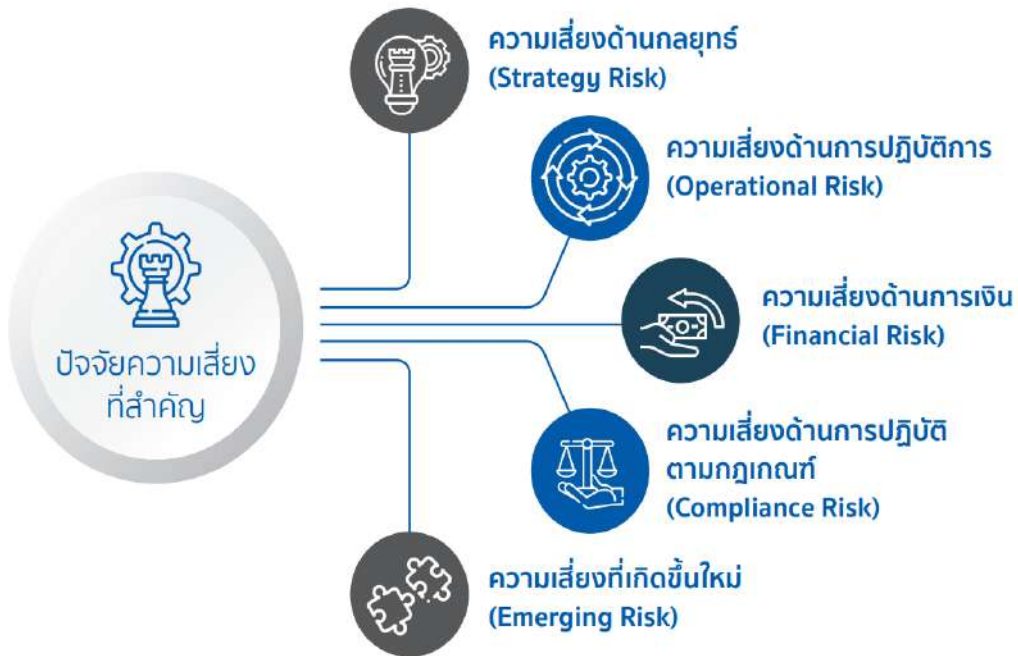 ความเสี่ยงด้านกลยุทธ์
(Strategy Risk)
ความเสี่ยงด้านการปฏิบัติการ
(Operational Risk)
ความเสี่ยงด้านการเงิน
(Financial Risk)
ปัจจัยความเสี่ยง
ที่สำคัญ
ความเสี่ยงด้านการปฏิบัติ
ตามกฎเกณฑ์
(Compliance Risk)
ความเสี่ยงที่เกิดขึ้นใหม่
(Emerging Risk)